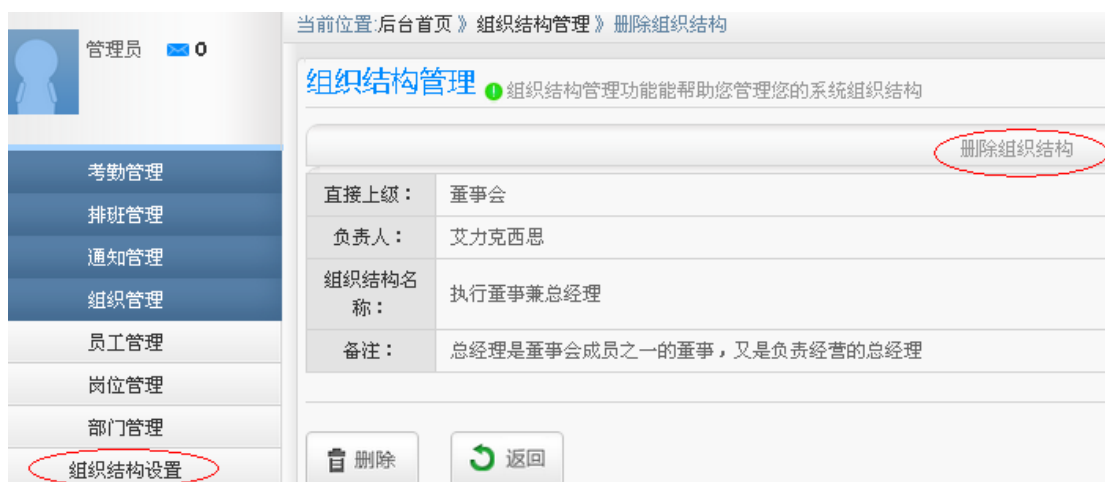 当前位置:后台首页 》 组织结构管理 》 删除组织结构
管理员 0
组织结构管理 组织结构管理功能能帮助您管理您的系统组织结构
删除组织结构
考勤管理
排班管理
通知管理
组织管理
员工管理
岗位管理
部门管理
组织结构设置
直接上级： 董事会
负责人： 艾力克西思
组织结构名
称： 执行董事兼总经理
备注： 总经理是董事会成员之一的董事，又是负责经营的总经理
删除 返回